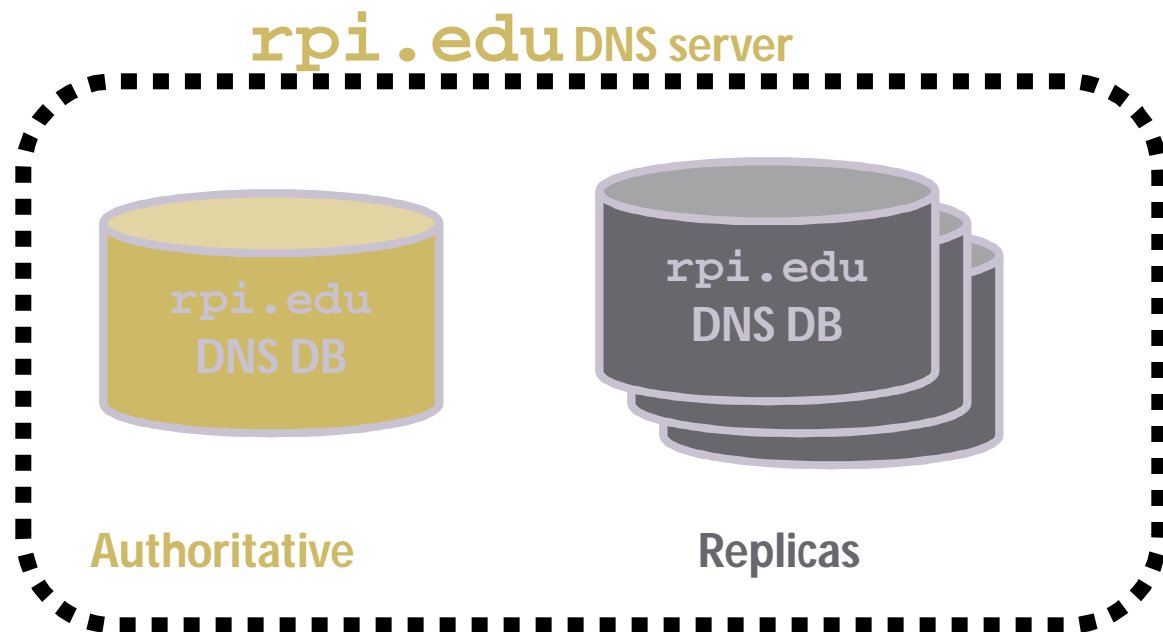 rpi.edu DNS server
rpi.edu
DNS DB
rpi.edu
DNS DB
Authoritative
Replicas